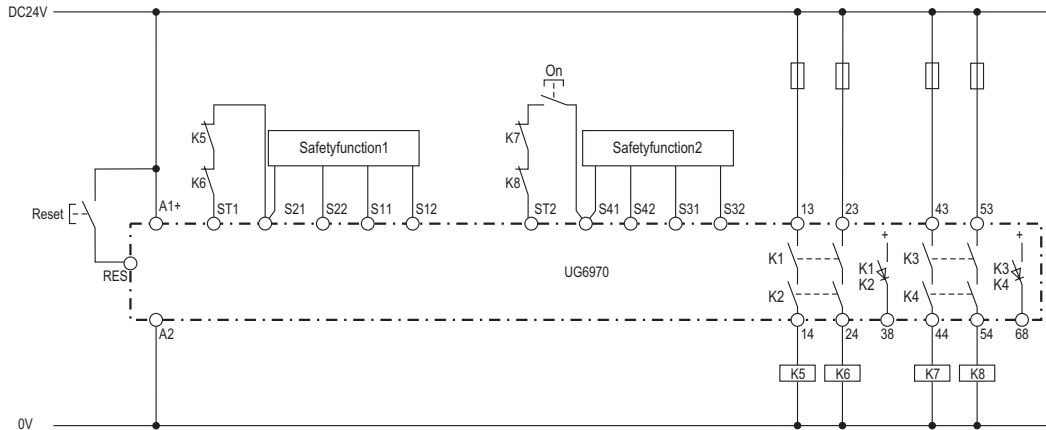 DC24V
On
K5
K7
Safetyfunction1
Safetyfunction2
K6
K8
Reset
A1+
ST1
S21
S22
S11
S12
ST2
S41
S42
S31
S32
13
23
43
53
+
+
K1
K1
K3
K3
RES
UG6970
K2
K2
K4
K4
A2
14
24
38
44
54
68
K5
K6
K7
K8
0V